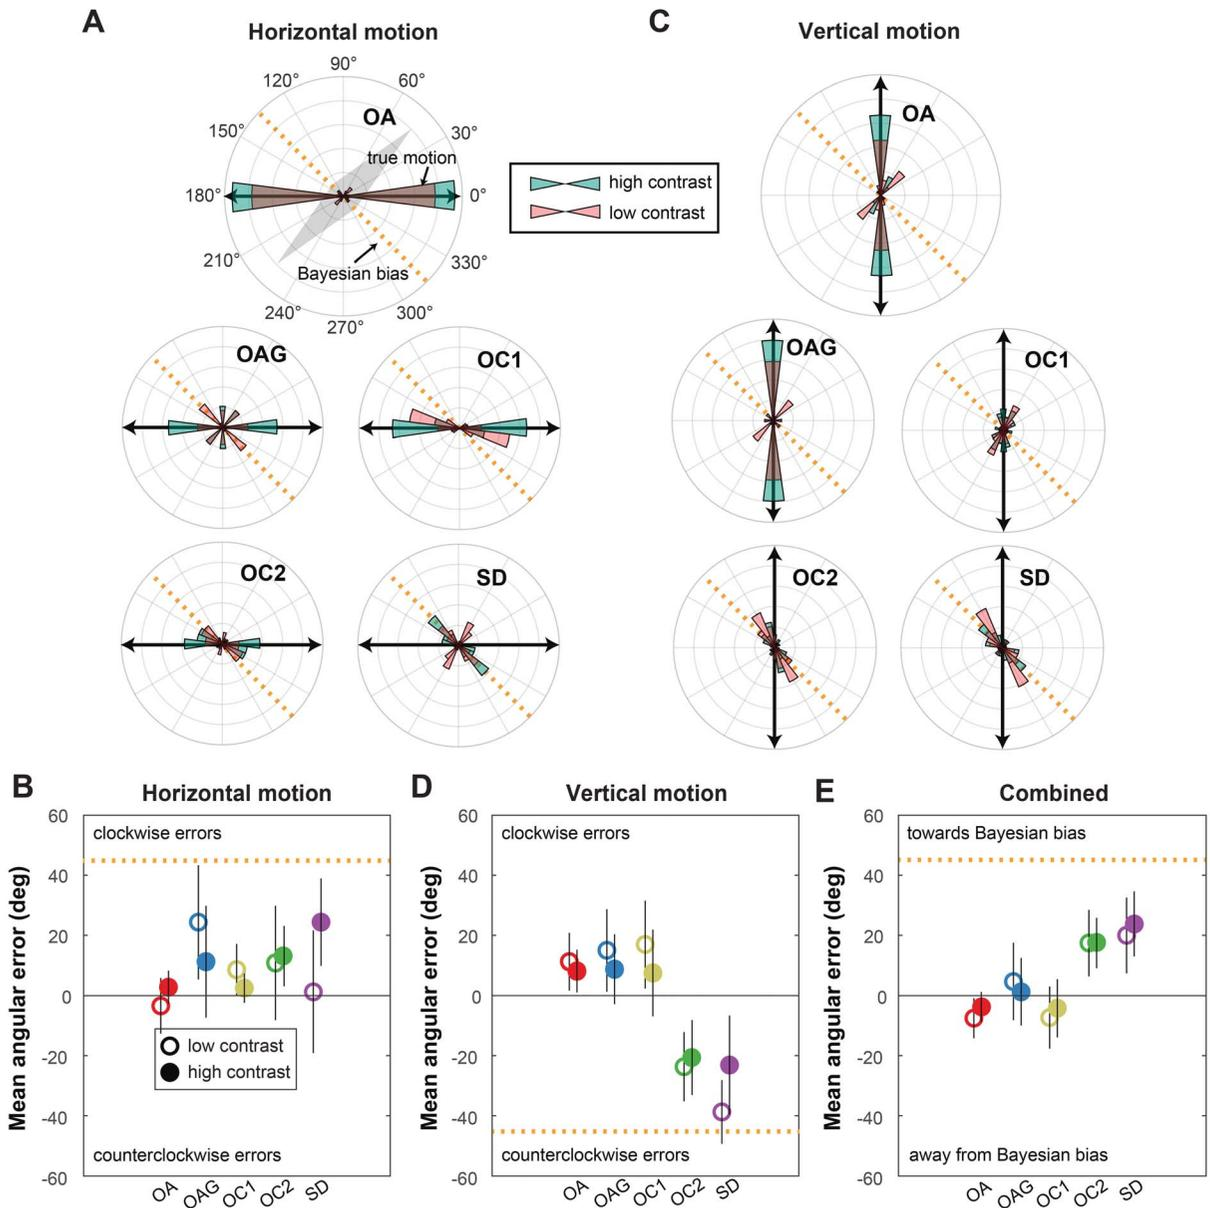 A
Horizontal motion
90°
120°
60°
OA
150°
30°
true motion
180°
0°
210°
330°
Bayesian bias
240°
300°
270°
high contrast
low contrast
OAG
OC1
OC2
SD
C
Vertical motion
OA
OAG
OC1
OC2
SD
B
Horizontal motion
Mean angular error (deg)
60
40
20
0
-20
-40
-60
clockwise errors
low contrast
high contrast
counterclockwise errors
OA OAG OC1 OC2 SD
D
Vertical motion
Mean angular error (deg)
60
40
20
0
-20
-40
-60
clockwise errors
counterclockwise errors
OA OAG OC1 OC2 SD
E
Combined
Mean angular error (deg)
60
40
20
0
-20
-40
-60
towards Bayesian bias
away from Bayesian bias
OA OAG OC1 OC2 SD